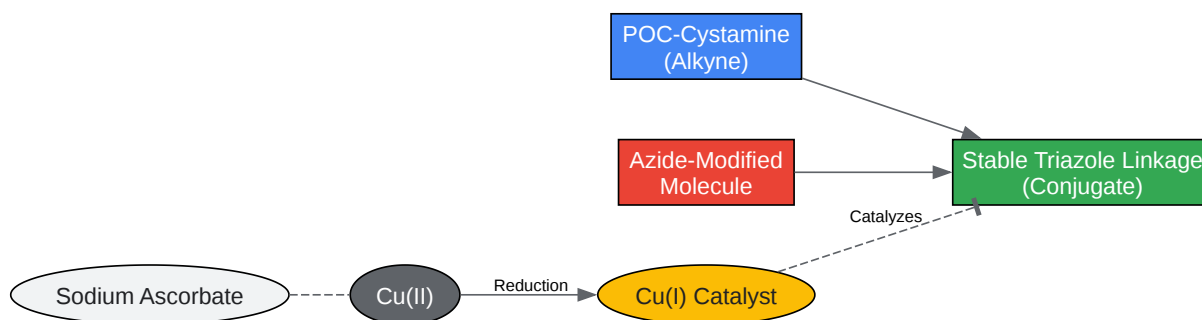 POC-Cystamine
(Alkyne)
Azide-Modified
Molecule
Stable Triazole Linkage
(Conjugate)
Catalyzes
Sodium Ascorbate
Cu(II)
Reduction
Cu(I) Catalyst